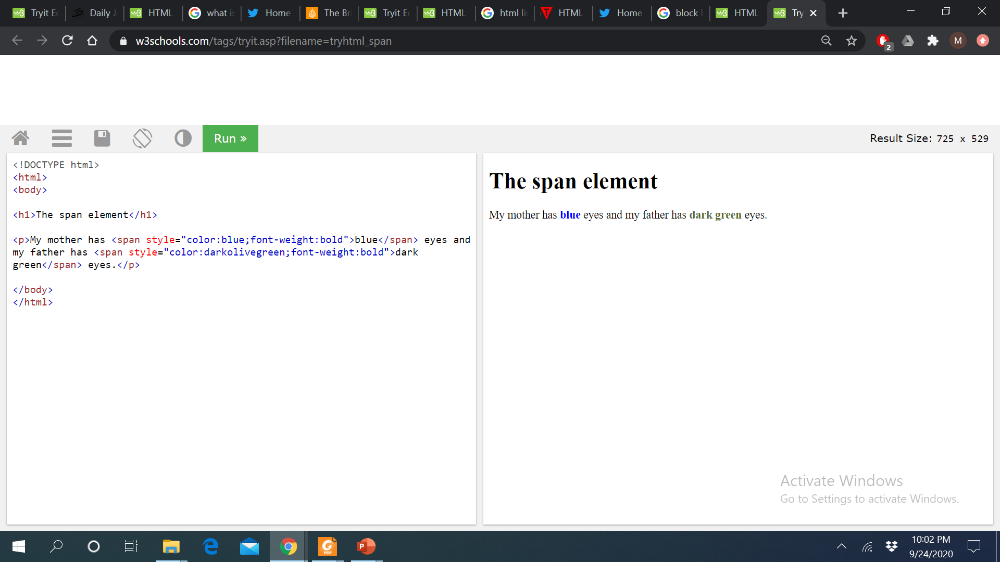 Tryit Ed
Daily J
HTML
what is
Home
The Bri
Tryit Ed
HTML
html li
HTML
Home
block
HTML
Try
w3schools.com/tags/tryit.asp?filename=tryhtml_span
2
M
Run »
Result Size: 725 x 529
<!DOCTYPE html>
<html>
<body>
<h1>The span element</h1>
<p>My mother has <span style="color:blue;font-weight:bold">blue</span> eyes and
my father has <span style="color:darkolivegreen;font-weight:bold">dark
green</span> eyes.</p>
</body>
</html>
The span element
My mother has blue eyes and my father has dark green eyes.
Activate Windows
Go to Settings to activate Windows.
PDF
P
10:02 PM
9/24/2020